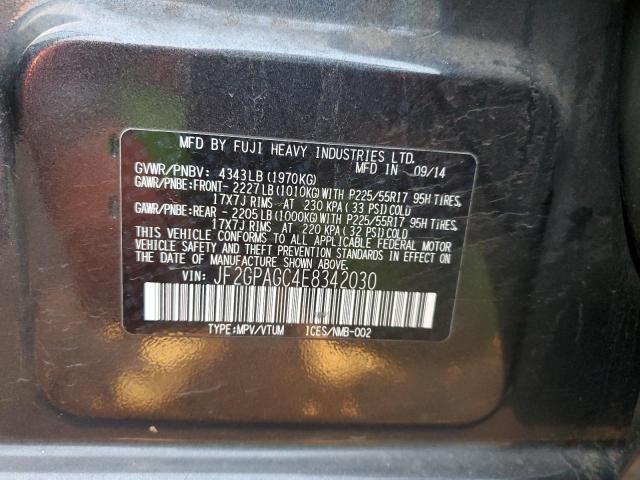 MFD BY FUJI HEAVY INDUSTRIES LTD.
GVWR/PNBV: 4343LB (1970KG) MFD IN 09/14
GAWR/PNBE:FRONT- 2227LB(1010KG)WITH P225/55R17 95H TIRES,
17X7J RIMS AT 230 KPA(33 PSI)COLD
GAWR/PNBE:REAR - 2205LB(1000KG)WITH P225/55R17 95H TIRES,
17X7J RIMS AT 220 KPA(32 PSI)COLD
THIS VEHICLE CONFORMS TO ALL APPLICABLE FEDERAL MOTOR
VEHICLE SAFETY AND THEFT PREVENTION STANDARDS IN EFFECT ON
THE DATE OF MANUFACTURE SHOWN ABOVE.
VIN: JF2GPAGC4E8342030
TYPE:MPV/VTUM ICES/NMB-002